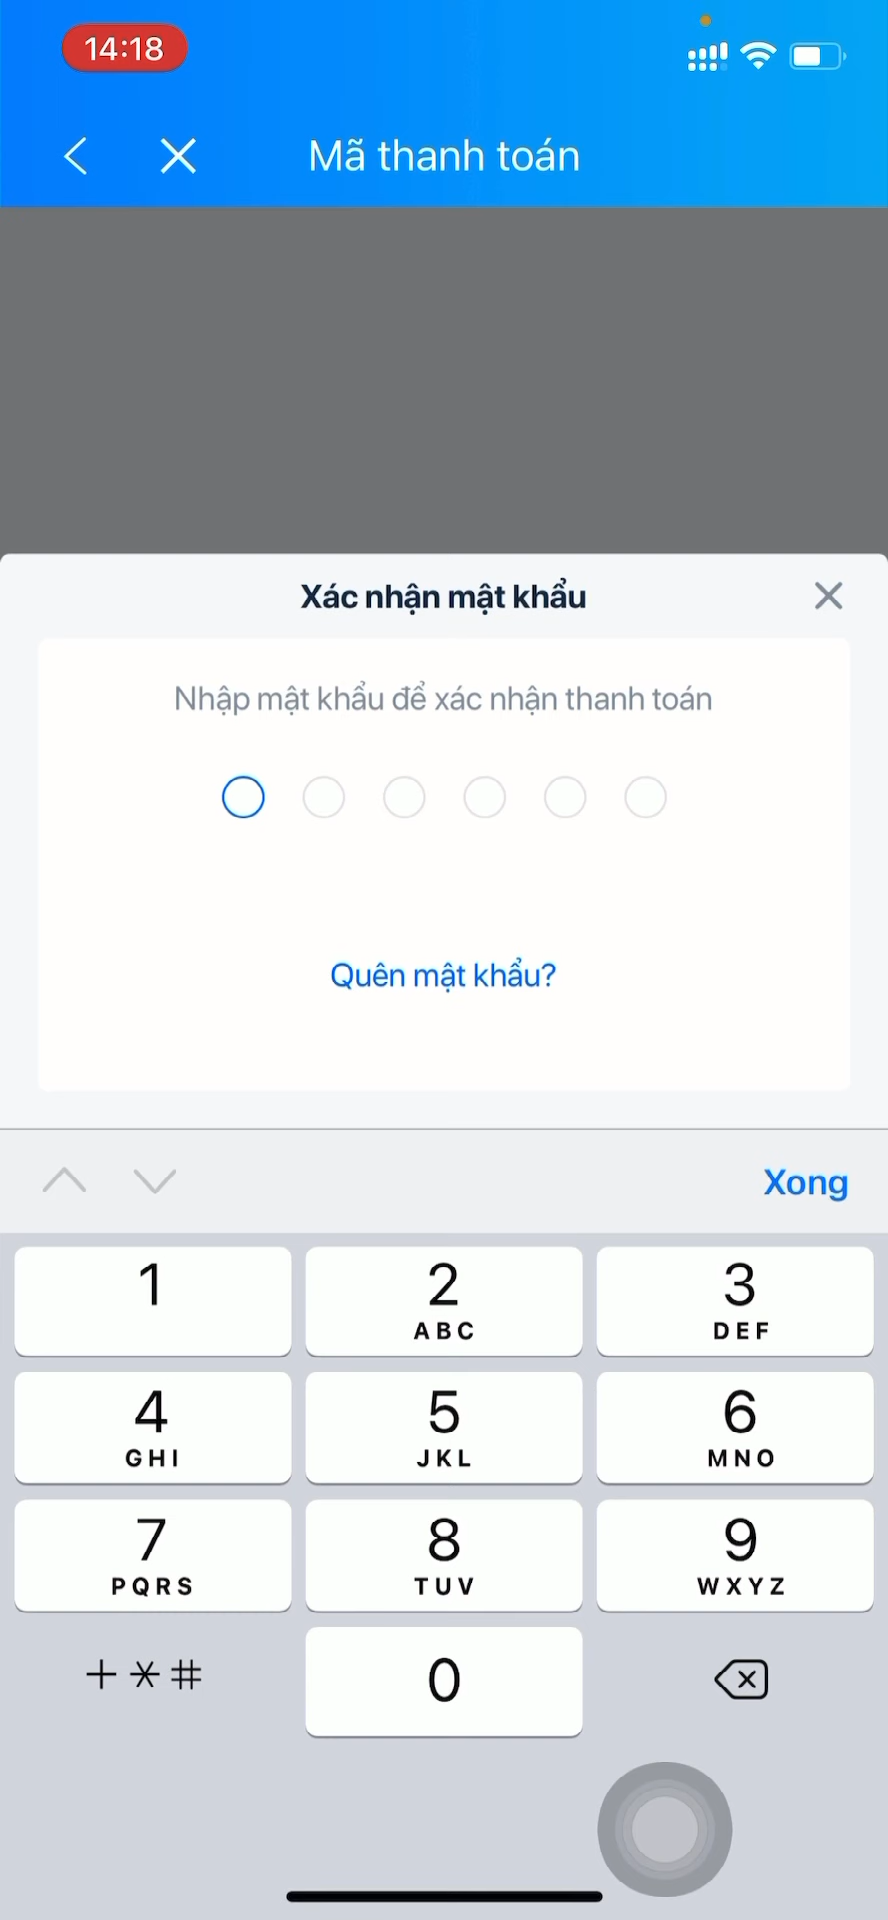 14:18
Mã thanh toán
Xác nhận mật khẩu
Nhập mật khẩu để xác nhận thanh toán
Quên mật khẩu?
Xong
1
2
ABC
3
DEF
4
GHI
5
JKL
6
MNO
7
PQRS
8
TUV
9
WXYZ
+*#
0